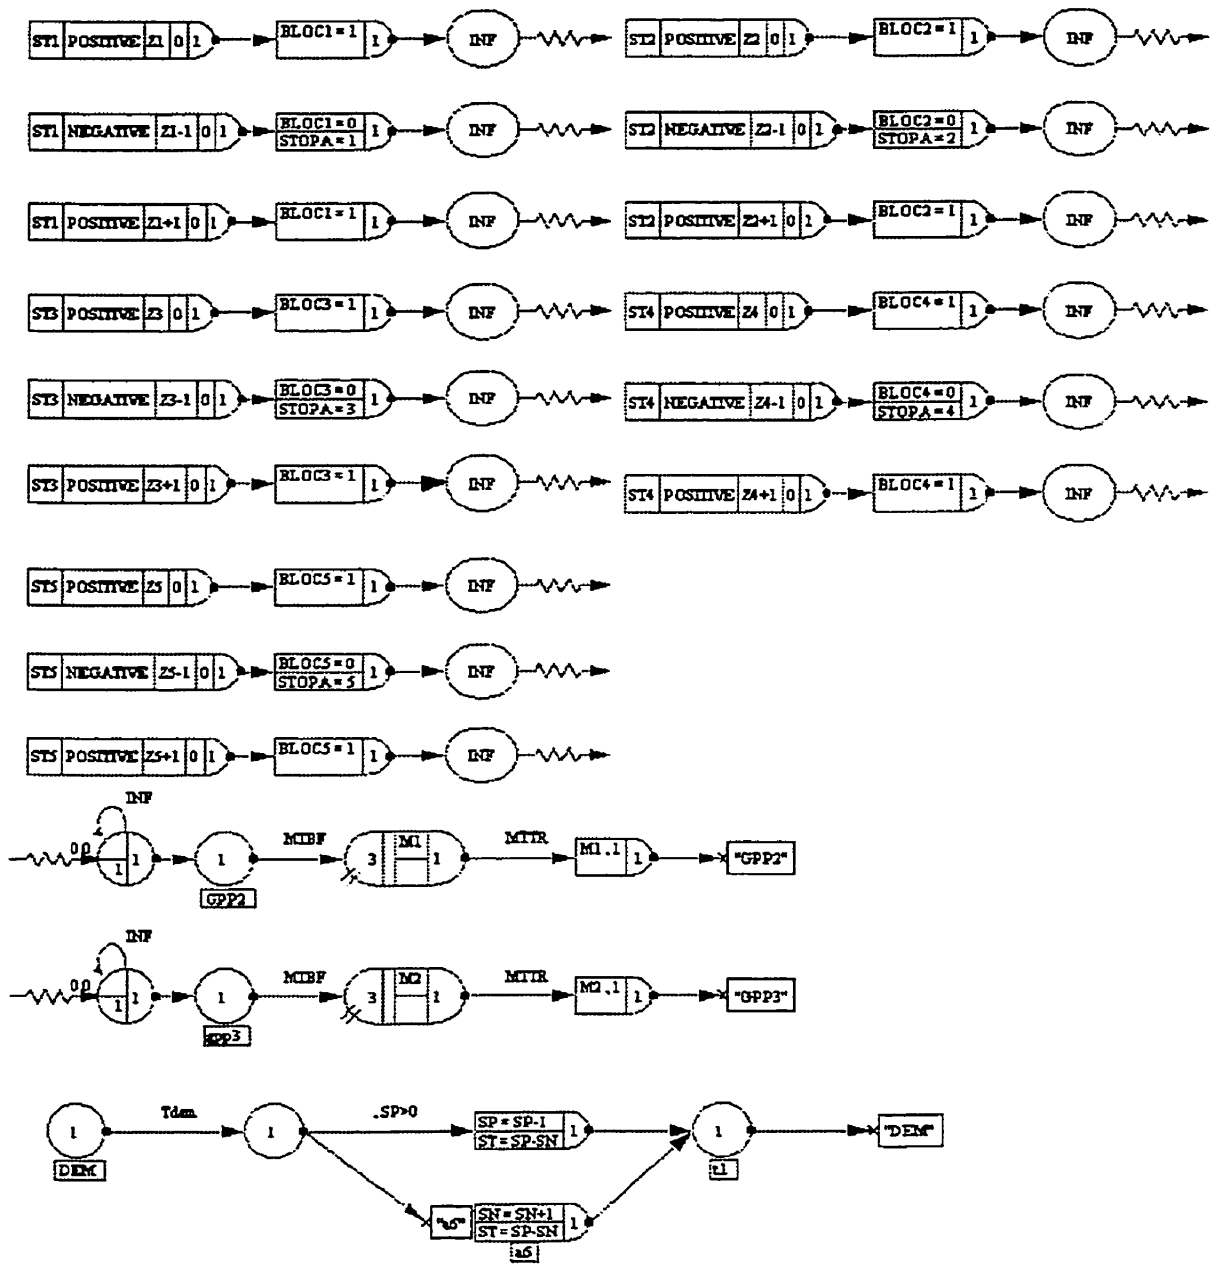 ST1 POSITIVE Z1 0 1 BLOC1=1 1 INF ST2 POSITIVE Z2 0 1 BLOC2=1 1 INF
ST1 NEGATIVE Z1-1 0 1 BLOC1=0 STOPA=1 1 INF ST2 NEGATIVE Z2-1 0 1 BLOC2=0 STOPA=2 1 INF
ST1 POSITIVE Z1+1 0 1 BLOC1=1 1 INF ST2 POSITIVE Z2+1 0 1 BLOC2=1 1 INF
ST3 POSITIVE Z3 0 1 BLOC3=1 1 INF ST4 POSITIVE Z4 0 1 BLOC4=1 1 INF
ST3 NEGATIVE Z3-1 0 1 BLOC3=0 STOPA=3 1 INF ST4 NEGATIVE Z4-1 0 1 BLOC4=0 STOPA=4 1 INF
ST3 POSITIVE Z3+1 0 1 BLOC3=1 1 INF ST4 POSITIVE Z4+1 0 1 BLOC4=1 1 INF
ST5 POSITIVE Z5 0 1 BLOC5=1 1 INF
ST5 NEGATIVE Z5-1 0 1 BLOC5=0 STOPA=5 1 INF
ST5 POSITIVE Z5+1 0 1 BLOC5=1 1 INF
INF
0.0 1 1 1 MTBF 3 M1 1 MTTR M1.1 1 "GPP2"
GPP2
INF
0.0 1 1 1 MTBF 3 M2 1 MTTR M2.1 1 "GPP3"
gpp3
1 Tdem 1 .SP>0 SP=SP-1 ST=SP-SN 1 1 "DEM"
DEM t1
"a6" SN=SN+1 ST=SP-SN 1
a6